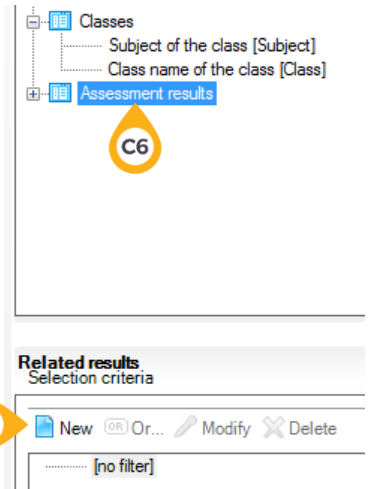 Classes
Subject of the class [Subject]
Class name of the class [Class]
Assessment results
C6
Related results
Selection criteria
New OR Or... Modify Delete
[no filter]